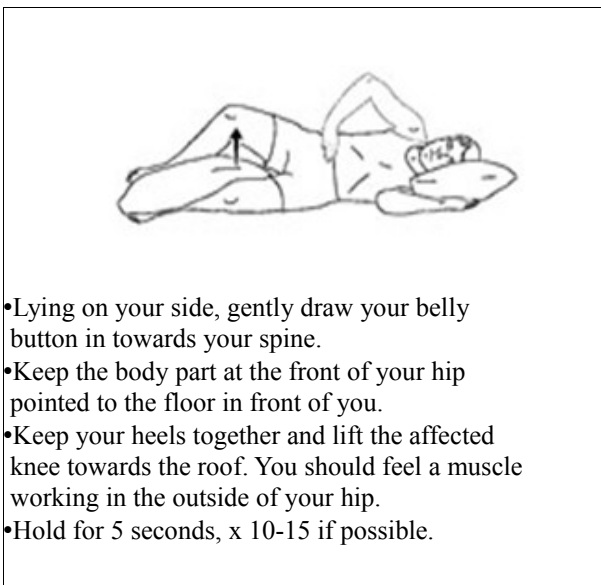 •Lying on your side, gently draw your belly
button in towards your spine.
•Keep the body part at the front of your hip
pointed to the floor in front of you.
•Keep your heels together and lift the affected
knee towards the roof. You should feel a muscle
working in the outside of your hip.
•Hold for 5 seconds, x 10-15 if possible.